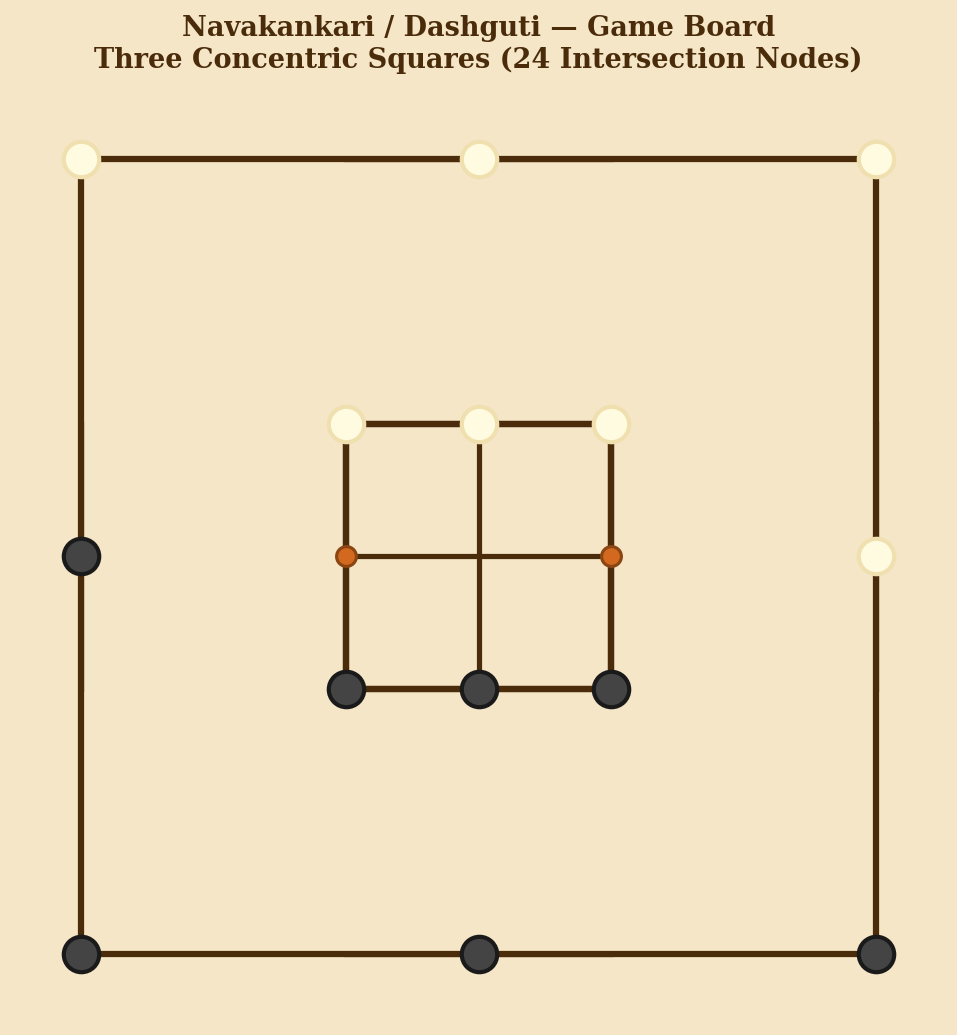 Navakankari / Dashguti — Game Board
Three Concentric Squares (24 Intersection Nodes)